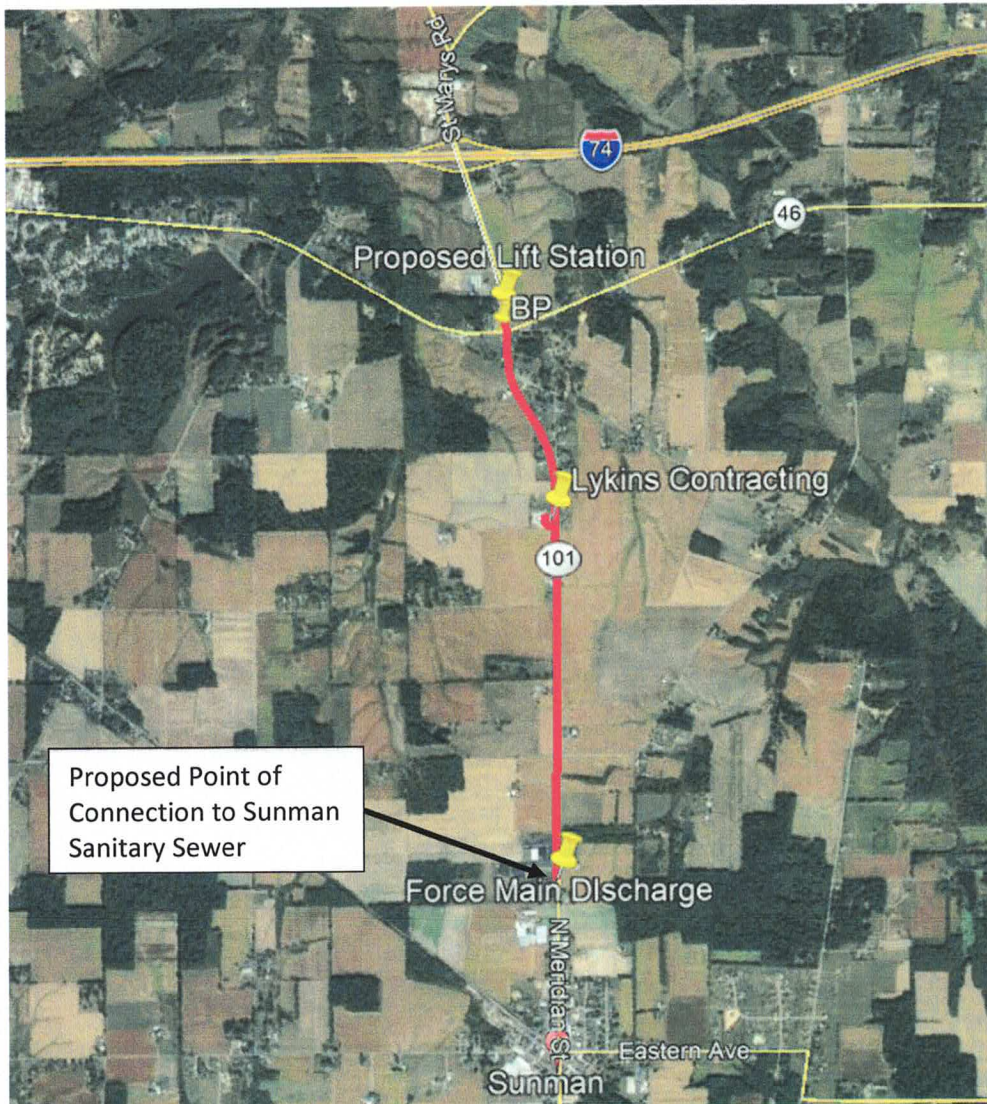 St Marys Rd
74
46
Proposed Lift Station
BP
Lykins Contracting
101
Proposed Point of
Connection to Sunman
Sanitary Sewer
Force Main DIscharge
N Meridian St
Eastern Ave
Sunman